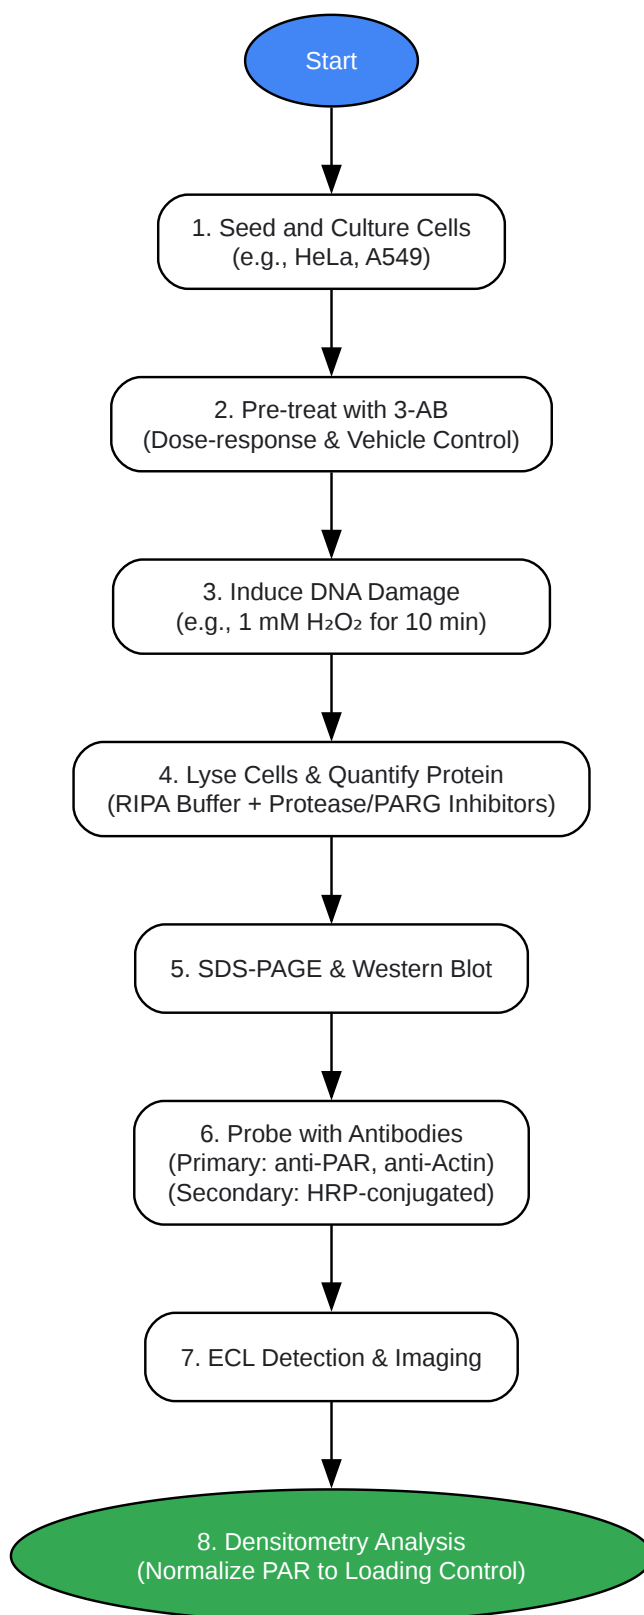 Start
1. Seed and Culture Cells
(e.g., HeLa, A549)
2. Pre-treat with 3-AB
(Dose-response & Vehicle Control)
3. Induce DNA Damage
(e.g., 1 mM H₂O₂ for 10 min)
4. Lyse Cells & Quantify Protein
(RIPA Buffer + Protease/PARG Inhibitors)
5. SDS-PAGE & Western Blot
6. Probe with Antibodies
(Primary: anti-PAR, anti-Actin)
(Secondary: HRP-conjugated)
7. ECL Detection & Imaging
8. Densitometry Analysis
(Normalize PAR to Loading Control)